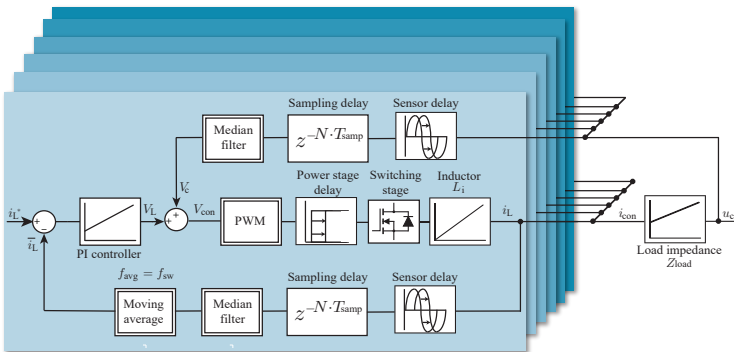 Sampling delay
Sensor delay
Median
filter
z^{-N·T_samp}
V_c
Power stage
delay
Switching
stage
Inductor
L_i
i_L*
+
−
V_L
+
+
V_con
PWM
i_L
i_con
u_c
i̅_L
PI controller
Load impedance
Z_load
f_avg = f_sw
Sampling delay
Sensor delay
Moving
average
Median
filter
z^{-N·T_samp}